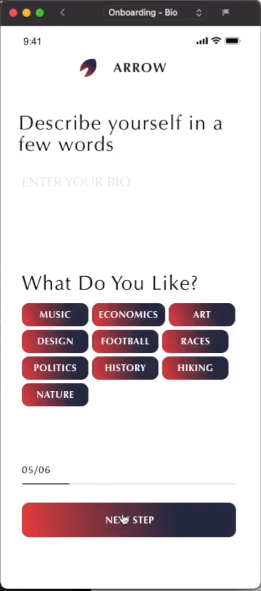 Onboarding - Bio
9:41
ARROW
Describe yourself in a
few words
ENTER YOUR BIO
What Do You Like?
MUSIC ECONOMICS ART
DESIGN FOOTBALL RACES
POLITICS HISTORY HIKING
NATURE
05/06
NEXT STEP